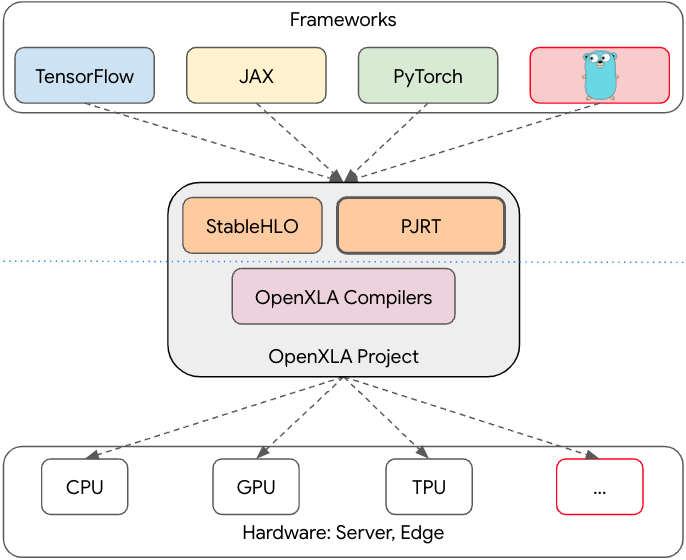 Frameworks
TensorFlow
JAX
PyTorch
StableHLO
PJRT
OpenXLA Compilers
OpenXLA Project
CPU
GPU
TPU
...
Hardware: Server, Edge